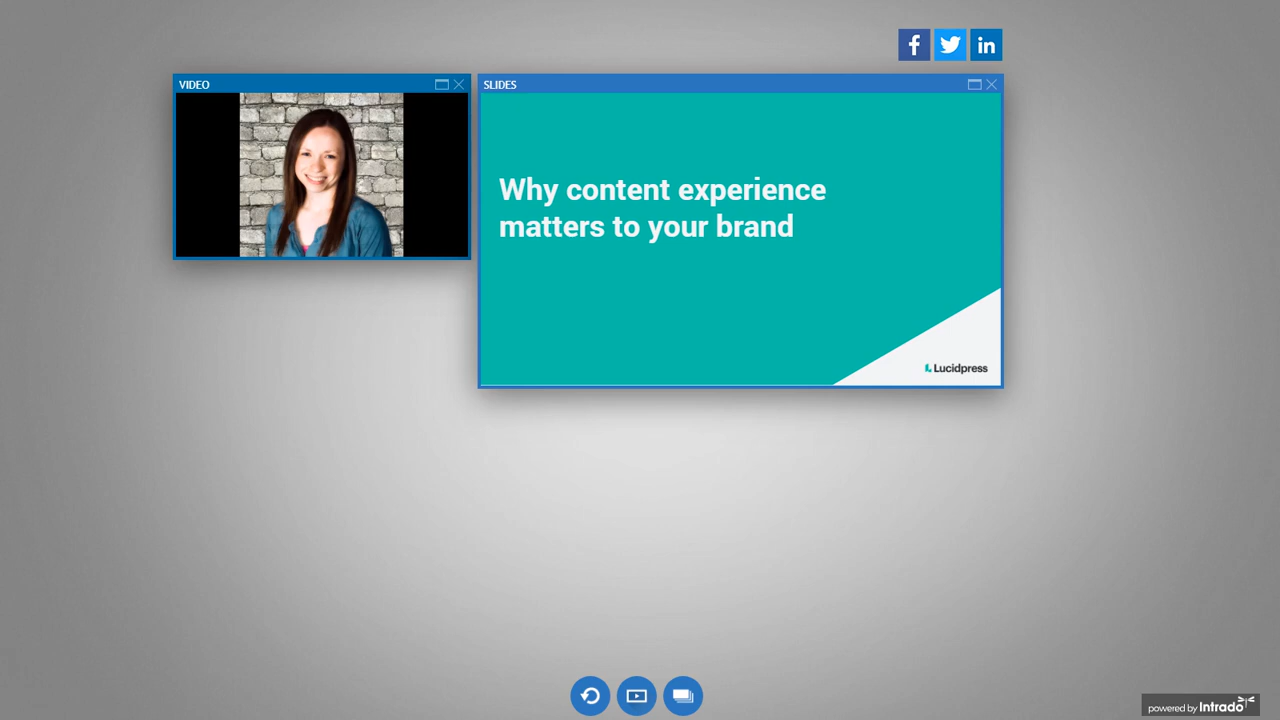 VIDEO
SLIDES
Why content experience
matters to your brand
Lucidpress
powered by Intrado